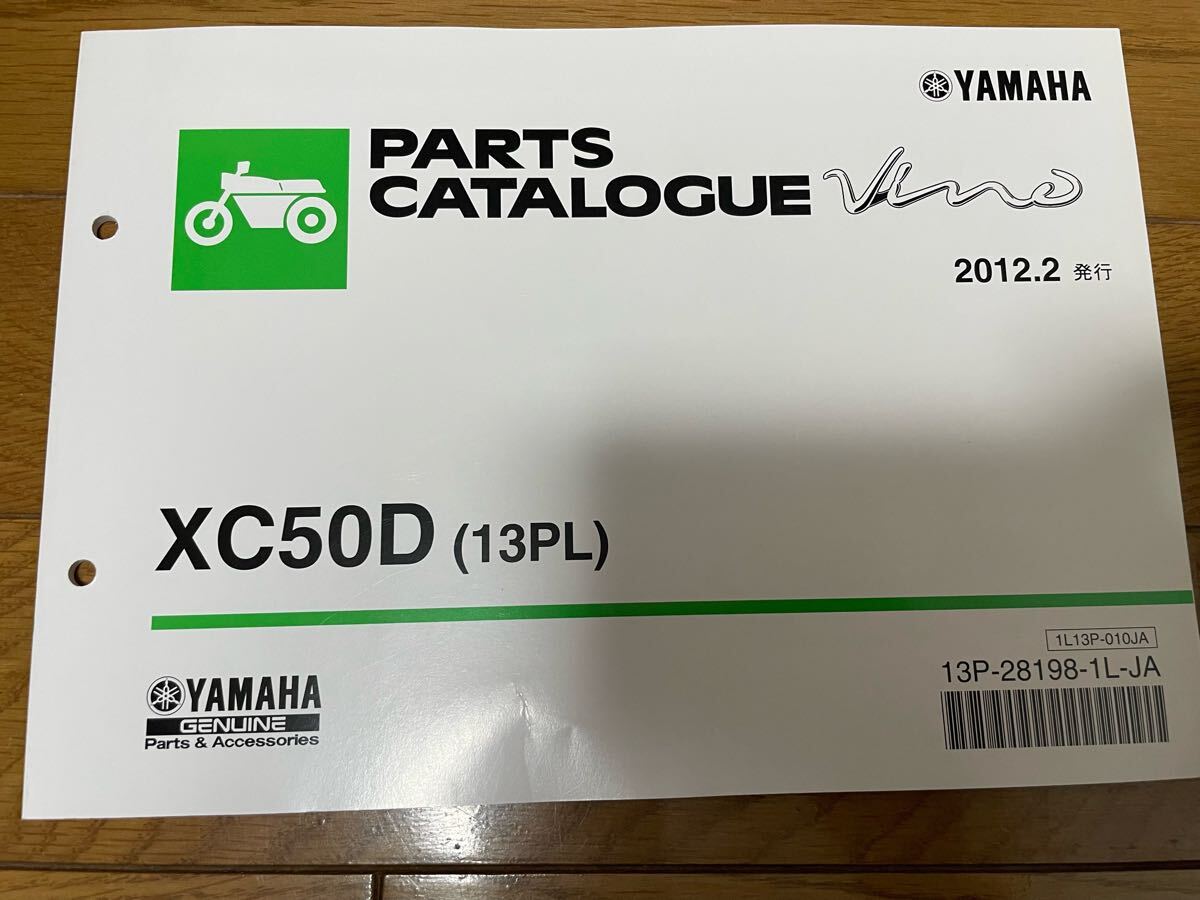 YAMAHA
PARTS
CATALOGUE Vino
2012.2 発行
XC50D (13PL)
1L13P-010JA
13P-28198-1L-JA
YAMAHA
GENUINE
Parts & Accessories